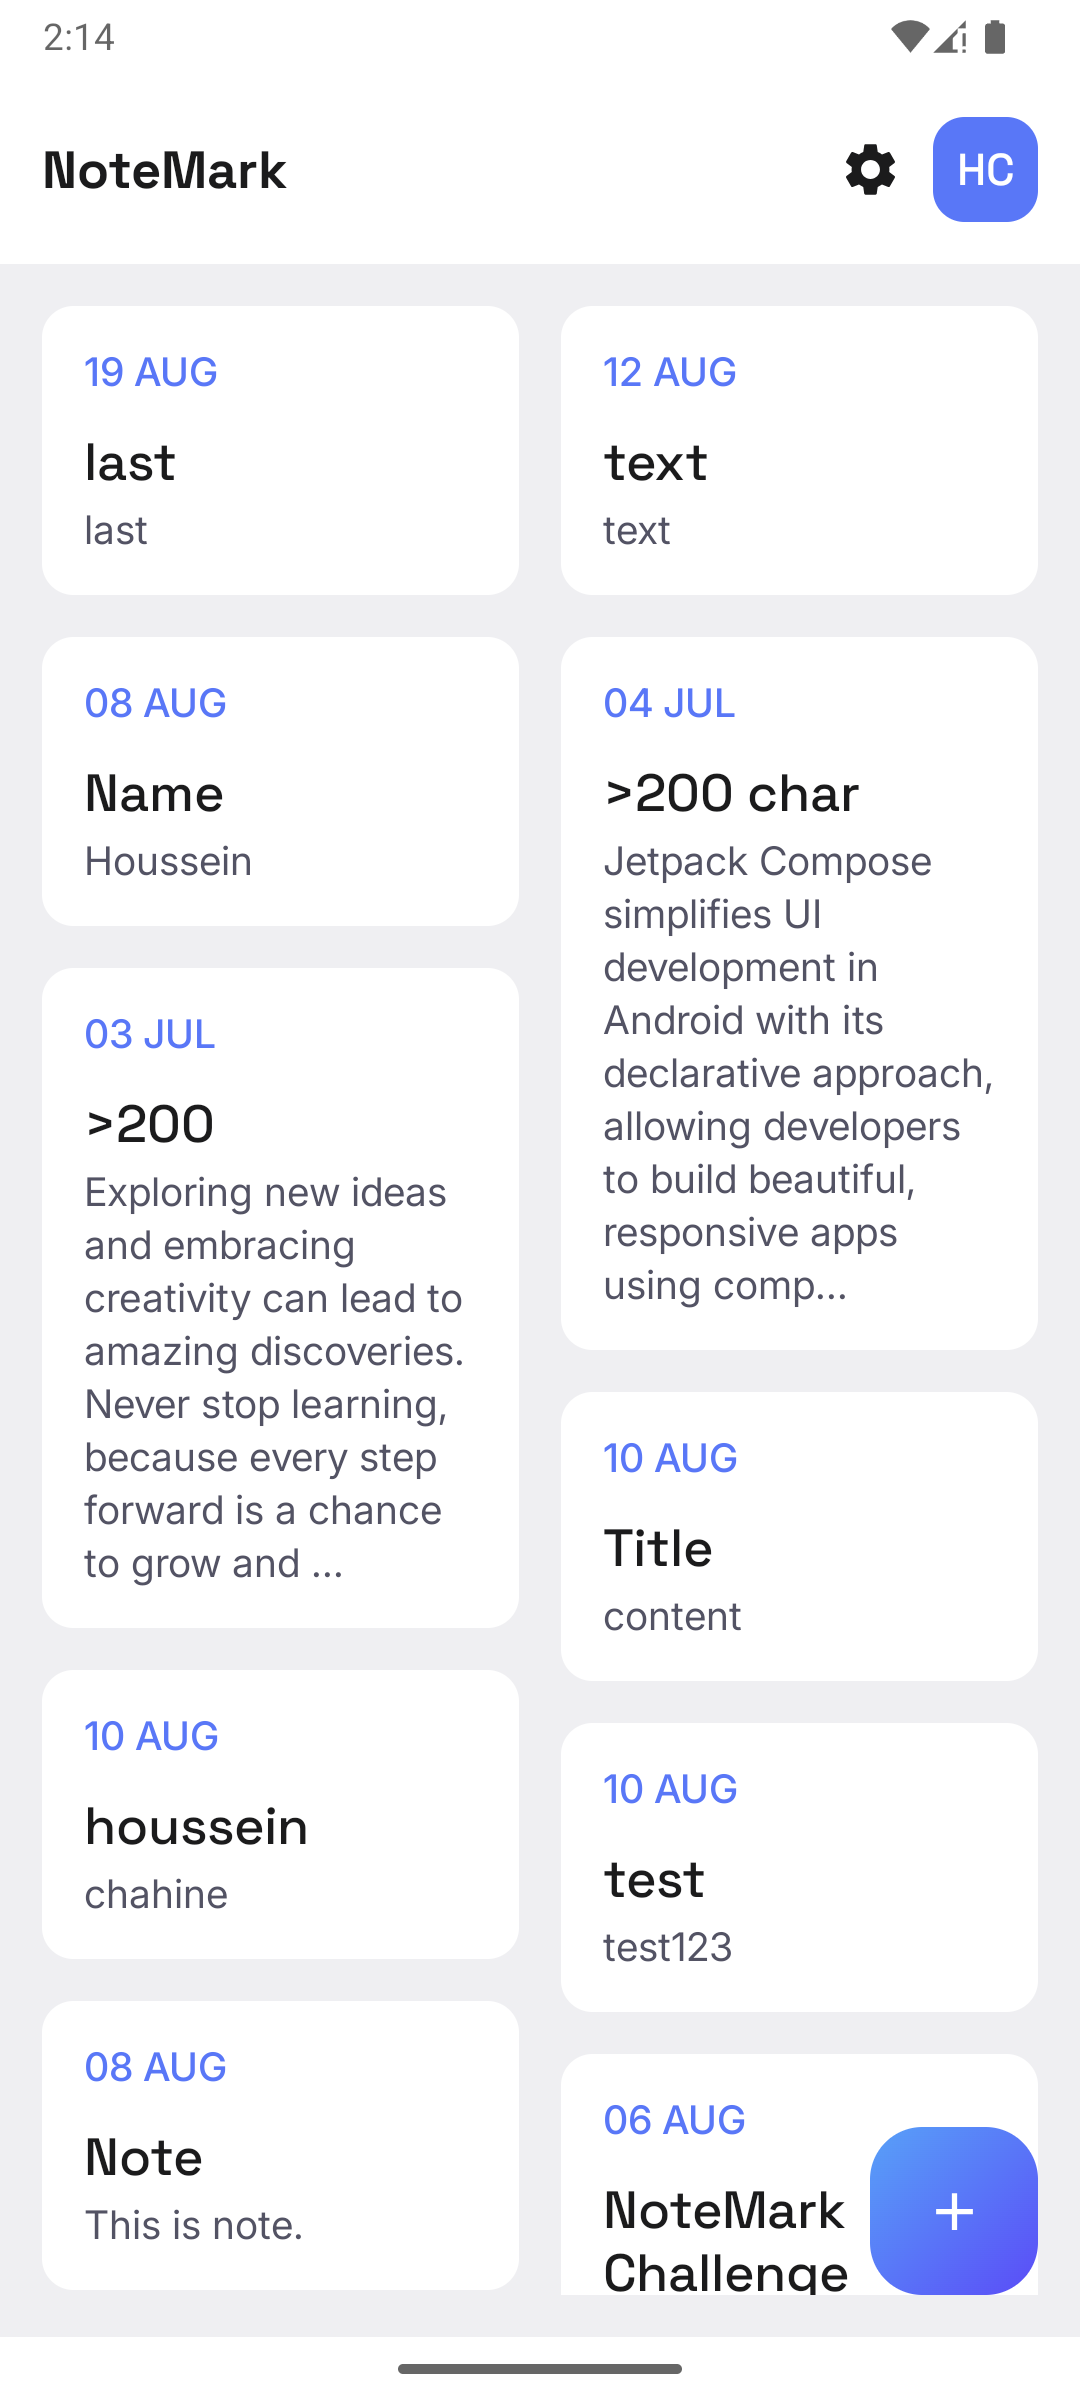 2:14
NoteMark
HC
19 AUG
last
last
12 AUG
text
text
08 AUG
Name
Houssein
04 JUL
>200 char
Jetpack Compose
simplifies UI
development in
Android with its
declarative approach,
allowing developers
to build beautiful,
responsive apps
using comp...
03 JUL
>200
Exploring new ideas
and embracing
creativity can lead to
amazing discoveries.
Never stop learning,
because every step
forward is a chance
to grow and ...
10 AUG
Title
content
10 AUG
houssein
chahine
10 AUG
test
test123
08 AUG
Note
This is note.
06 AUG
NoteMark
Challenge